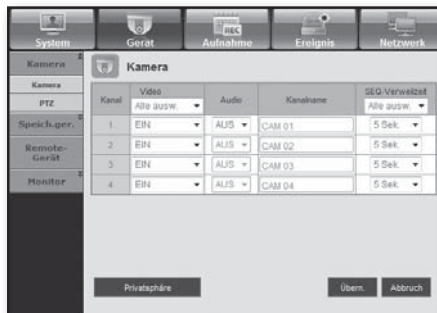 System Gerät Aufnahme Ereignis Netzwerk
REC
Kamera
Kamera
PTZ
Speich.ger.
Remote-Gerät
Monitor
Kamera
Kanal Video Audio Kanalname SEQ-Verweilzeit
Alle ausw. Alle ausw.
1 EIN AUS CAM 01 5 Sek.
2 EIN AUS CAM 02 5 Sek.
3 EIN AUS CAM 03 5 Sek.
4 EIN AUS CAM 04 5 Sek.
Privatsphäre Übern. Abbruch